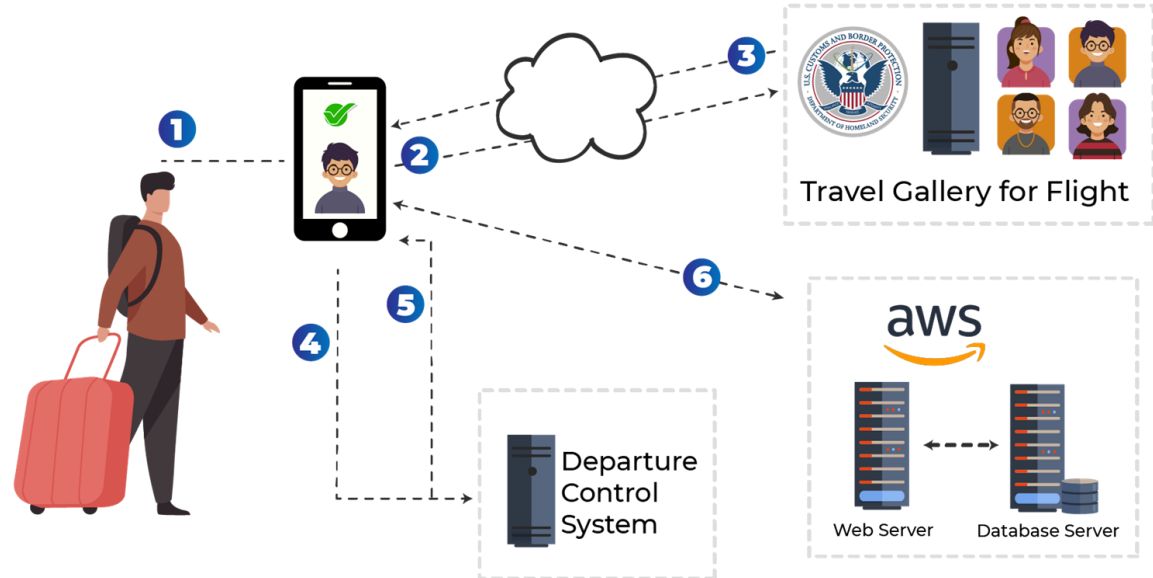 1
2
3
U.S. CUSTOMS AND BORDER PROTECTION
DEPARTMENT OF HOMELAND SECURITY
Travel Gallery for Flight
4
5
6
Departure
Control
System
aws
Web Server
Database Server